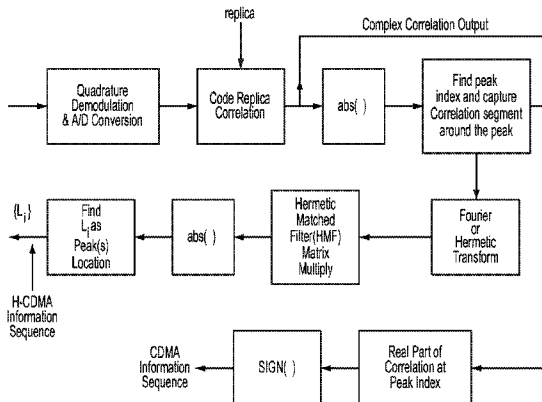 replica
Complex Correlation Output
Quadrature
Demodulation
& A/D Conversion
Code Replica
Correlation
abs( )
Find peak
index and capture
Correlation segment
around the peak
{Li}
Find
Li as
Peak(s)
Location
abs( )
Hermetic
Matched
Filter(HMF)
Matrix
Multiply
Fourier
or
Hermetic
Transform
H-CDMA
Information
Sequence
CDMA
Information
Sequence
SIGN( )
Real Part of
Correlation at
Peak Index